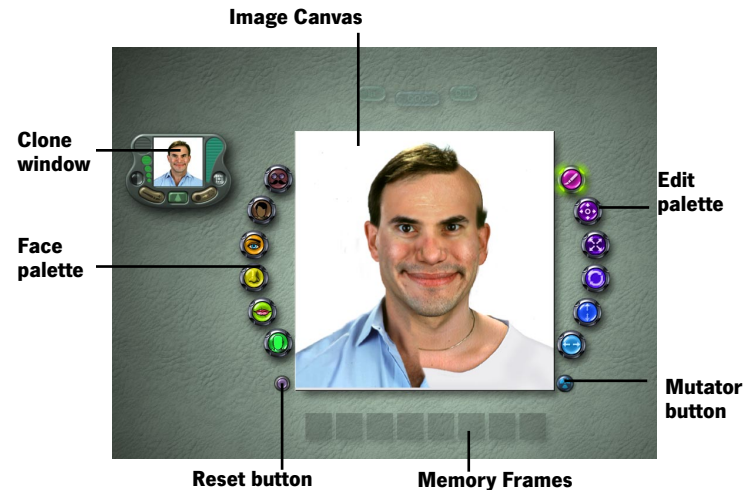 Image Canvas
Clone
window
Edit
palette
Face
palette
Mutator
button
Reset button
Memory Frames